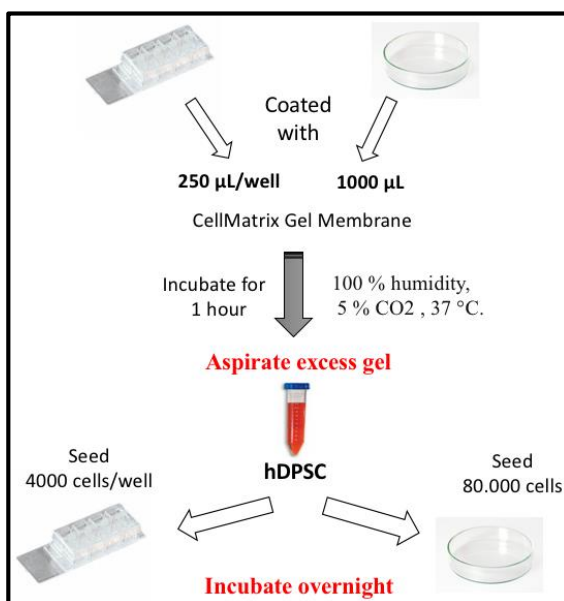 Coated
with
250 µL/well
1000 µL
CellMatrix Gel Membrane
Incubate for
1 hour
100 % humidity,
5 % CO2 , 37 °C.
Aspirate excess gel
hDPSC
Seed
4000 cells/well
Seed
80.000 cells
Incubate overnight